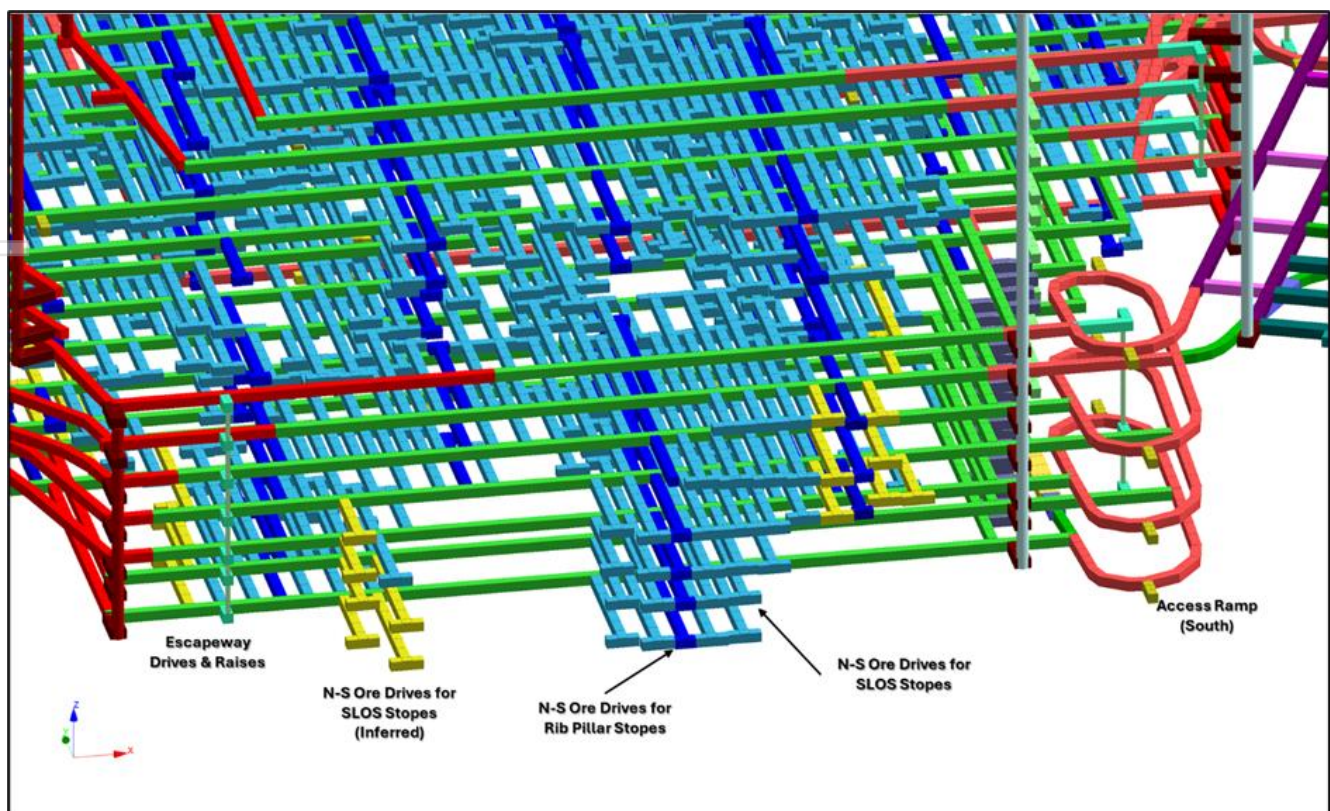 Escapeway
Drives & Raises
N-S Ore Drives for
SLOS Stopes
(Inferred)
N-S Ore Drives for
Rib Pillar Stopes
N-S Ore Drives for
SLOS Stopes
Access Ramp
(South)
Z
Y
X